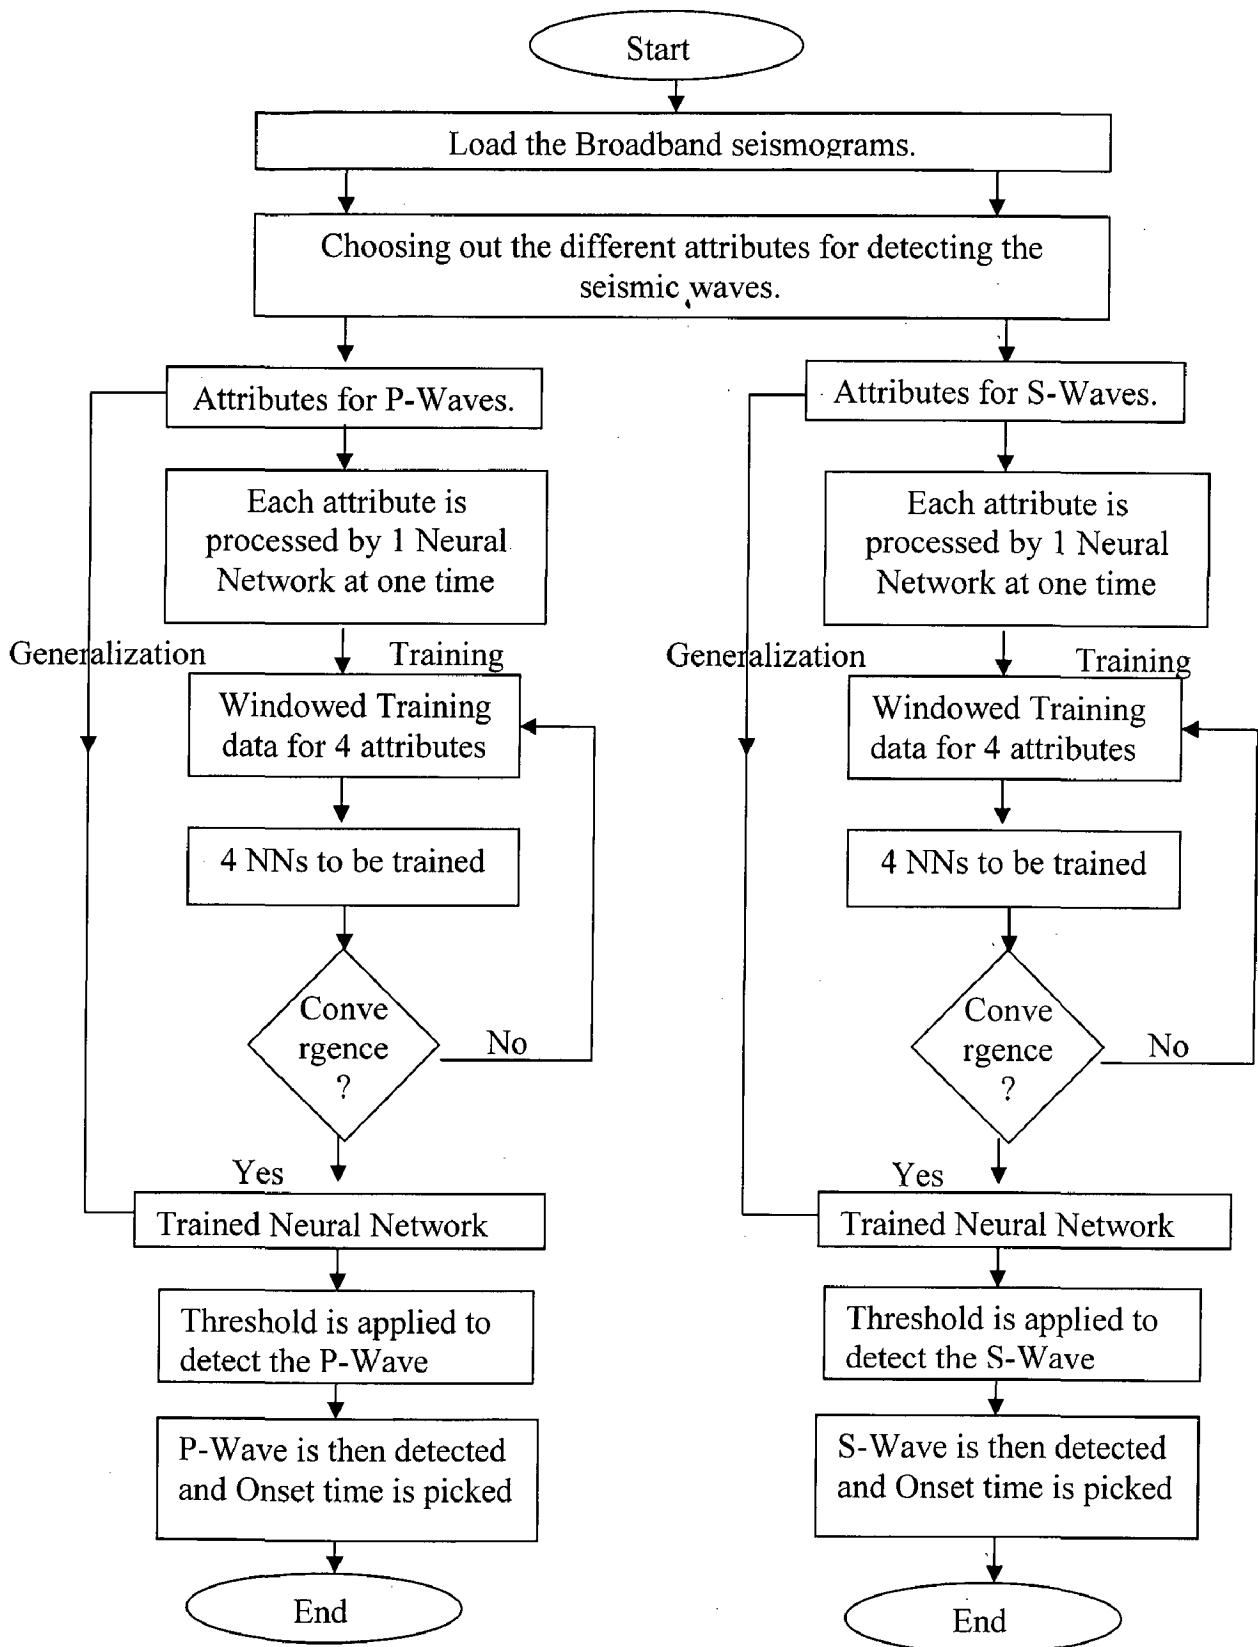 Start
Load the Broadband seismograms.
Choosing out the different attributes for detecting the
seismic waves.
Attributes for P-Waves.
Each attribute is
processed by 1 Neural
Network at one time
Generalization
Training
Windowed Training
data for 4 attributes
4 NNs to be trained
Conve
rgence
?
No
Yes
Trained Neural Network
Threshold is applied to
detect the P-Wave
P-Wave is then detected
and Onset time is picked
End
Attributes for S-Waves.
Each attribute is
processed by 1 Neural
Network at one time
Generalization
Training
Windowed Training
data for 4 attributes
4 NNs to be trained
Conve
rgence
?
No
Yes
Trained Neural Network
Threshold is applied to
detect the S-Wave
S-Wave is then detected
and Onset time is picked
End